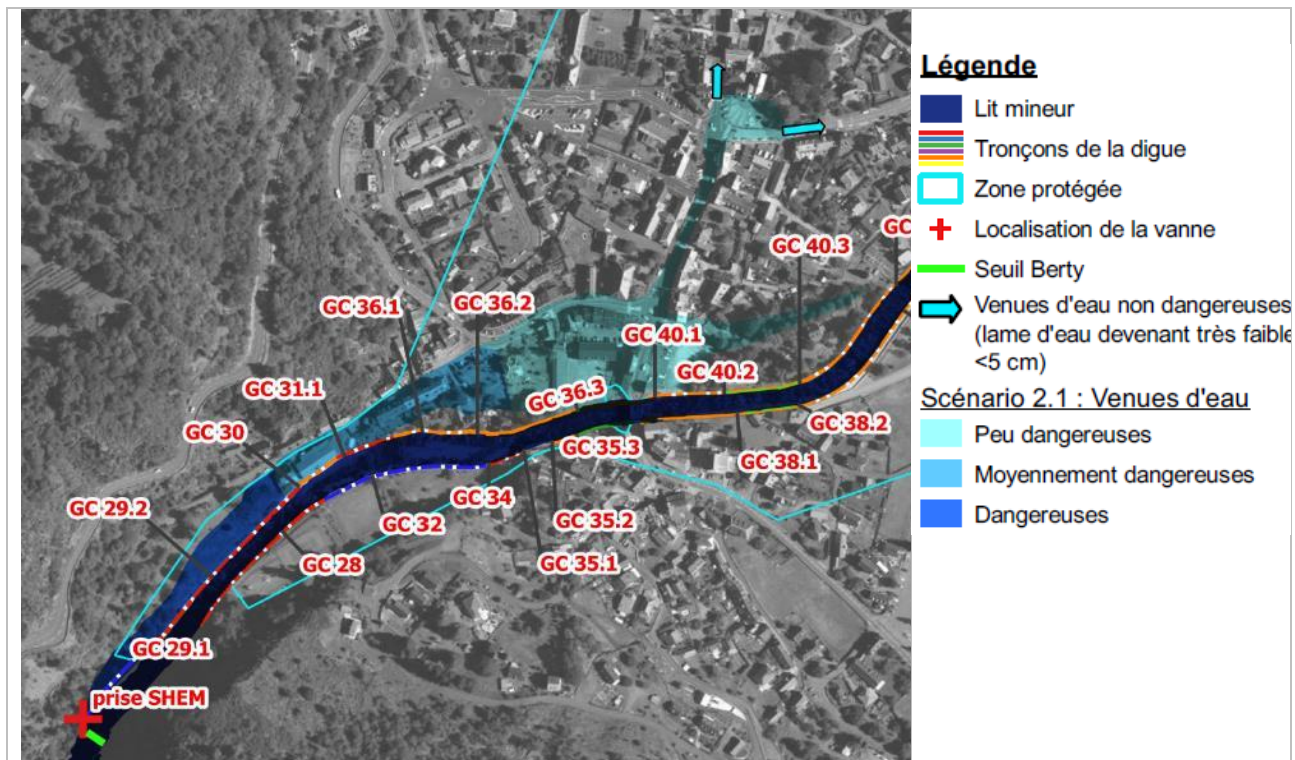 GC 40.3
GC
GC 36.1
GC 36.2
GC 40.1
GC 40.2
GC 31.1
GC 36.3
GC 30
GC 38.2
GC 35.3
GC 38.1
GC 29.2
GC 34
GC 32
GC 35.2
GC 28
GC 35.1
GC 29.1
prise SHEM
Légende
Lit mineur
Tronçons de la digue
Zone protégée
Localisation de la vanne
Seuil Berty
Venues d'eau non dangereuses
(lame d'eau devenant très faible
<5 cm)
Scénario 2.1 : Venues d'eau
Peu dangereuses
Moyennement dangereuses
Dangereuses